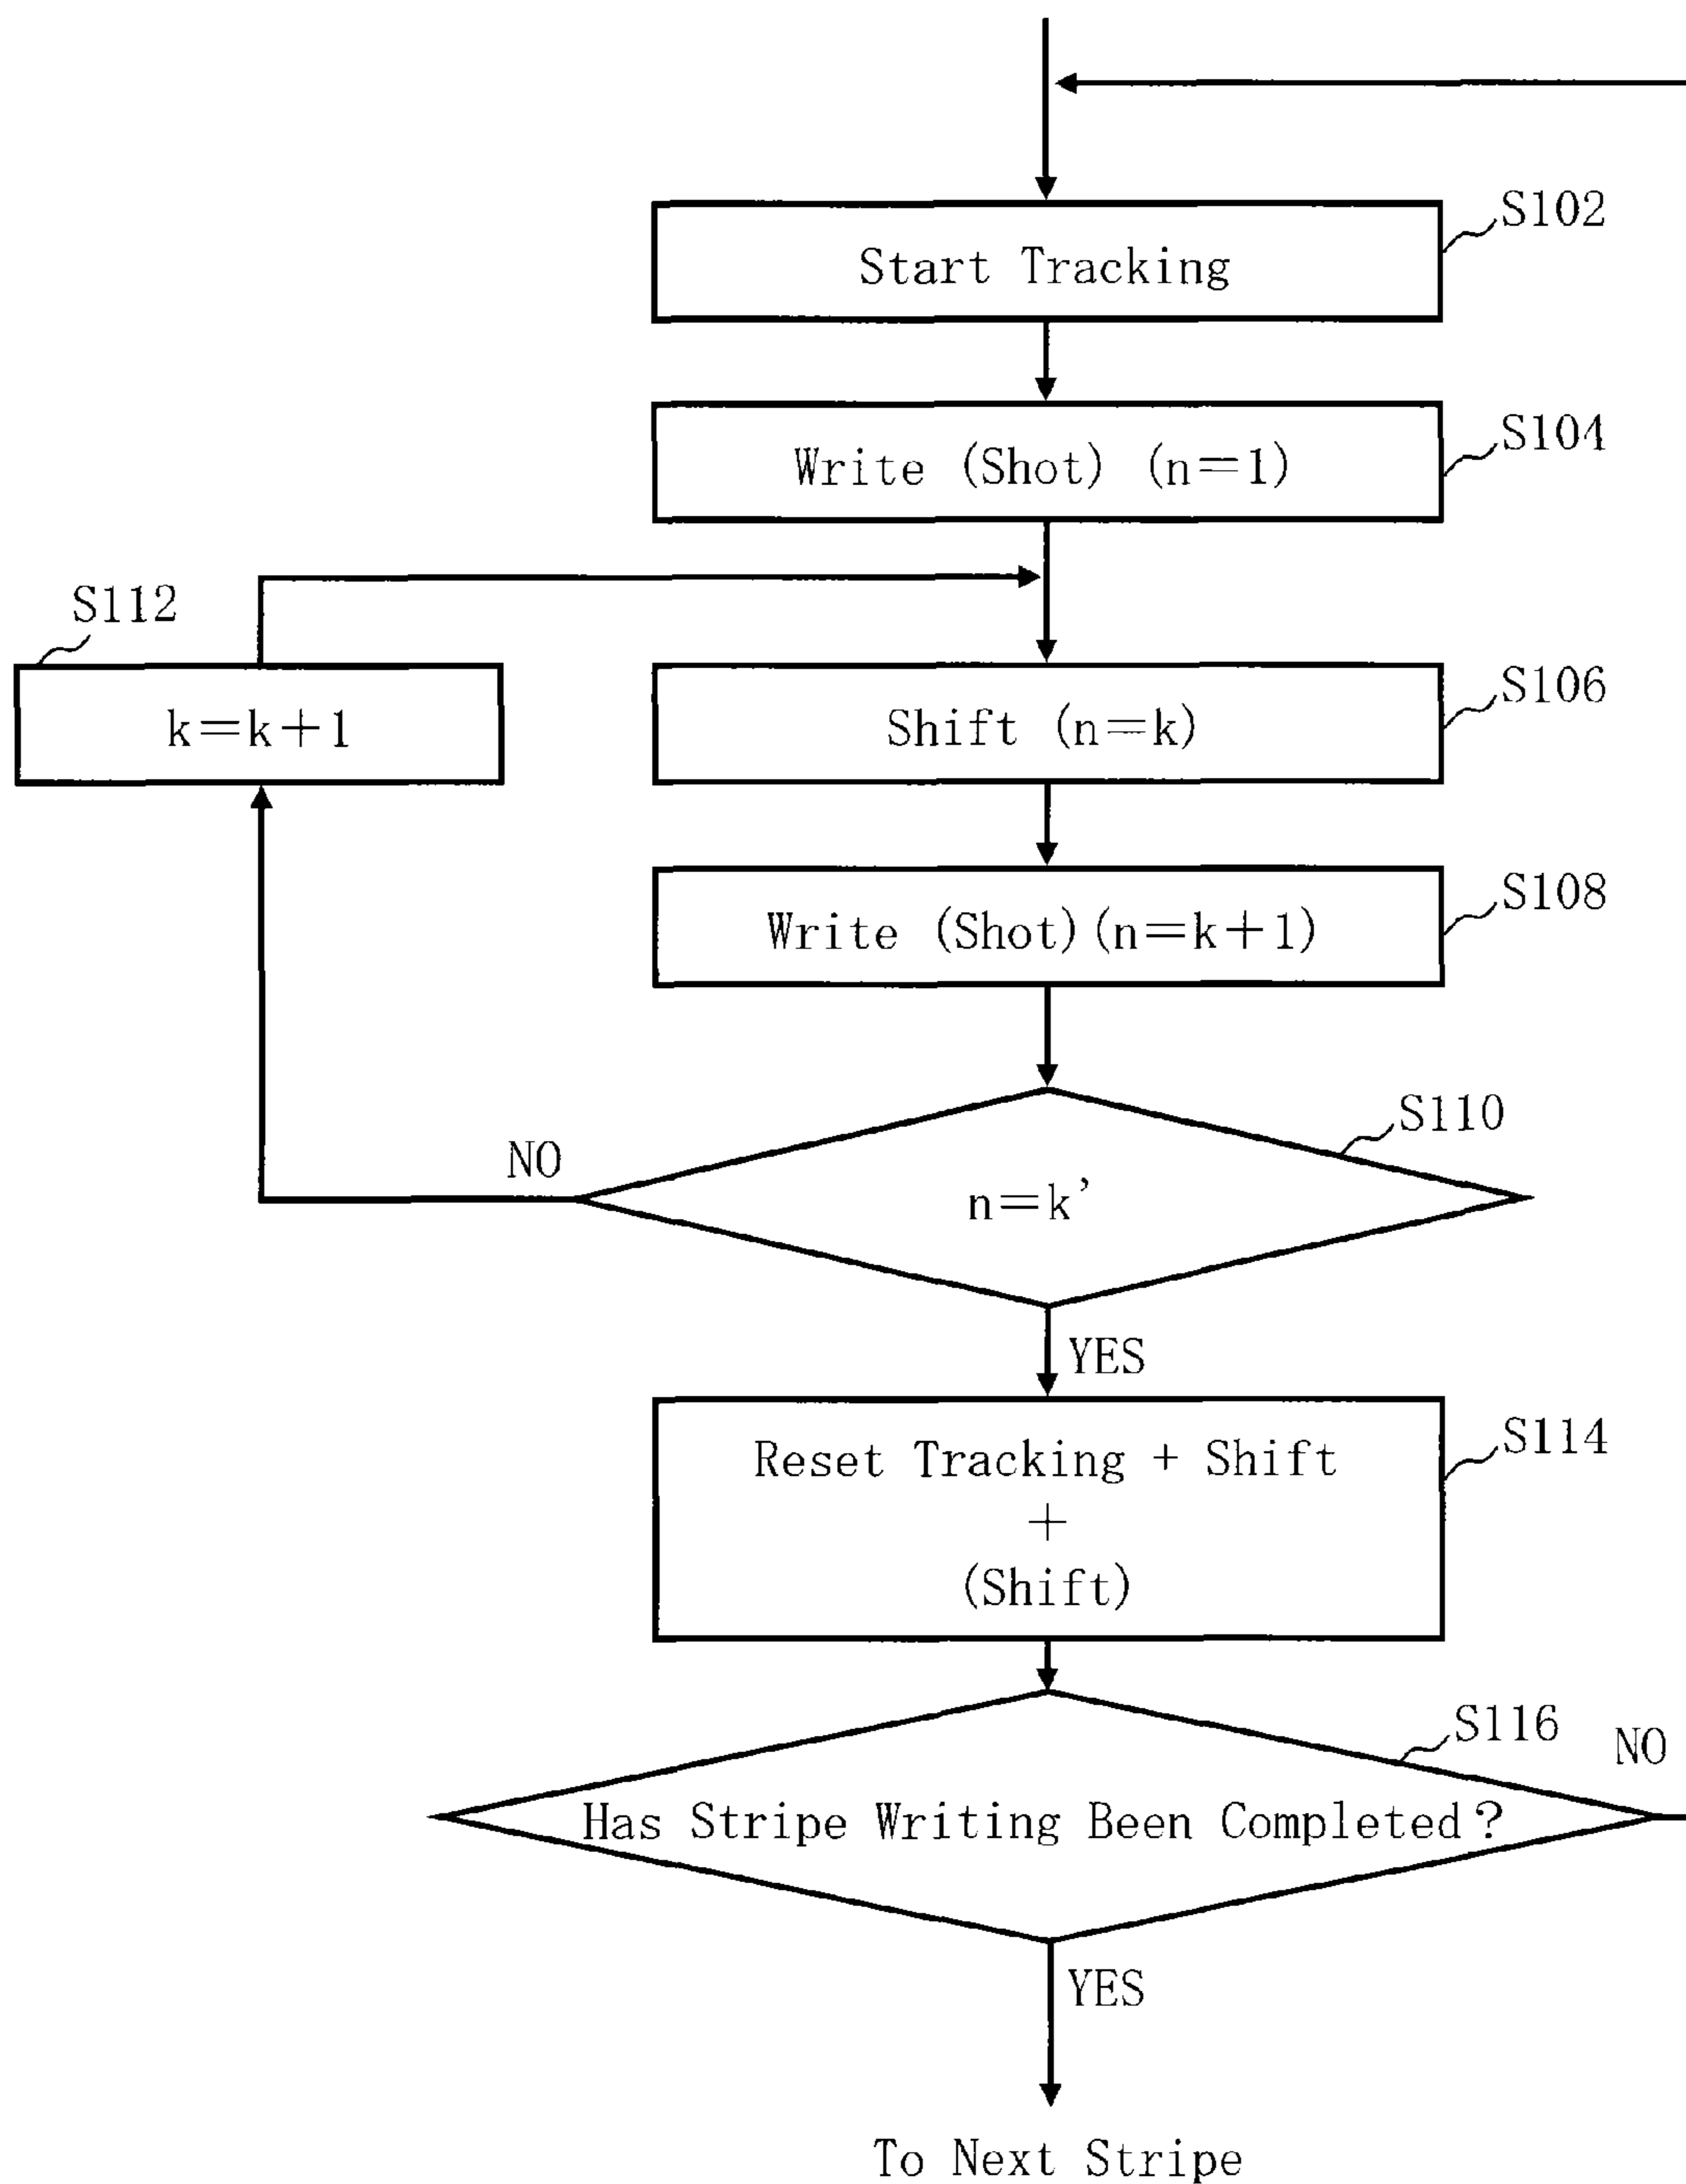 S102
Start Tracking
S104
Write (Shot) (n=1)
S112
k=k+1
S106
Shift (n=k)
S108
Write (Shot)(n=k+1)
S110
NO
n=k’
YES
S114
Reset Tracking + Shift
+
(Shift)
S116
NO
Has Stripe Writing Been Completed?
YES
To Next Stripe